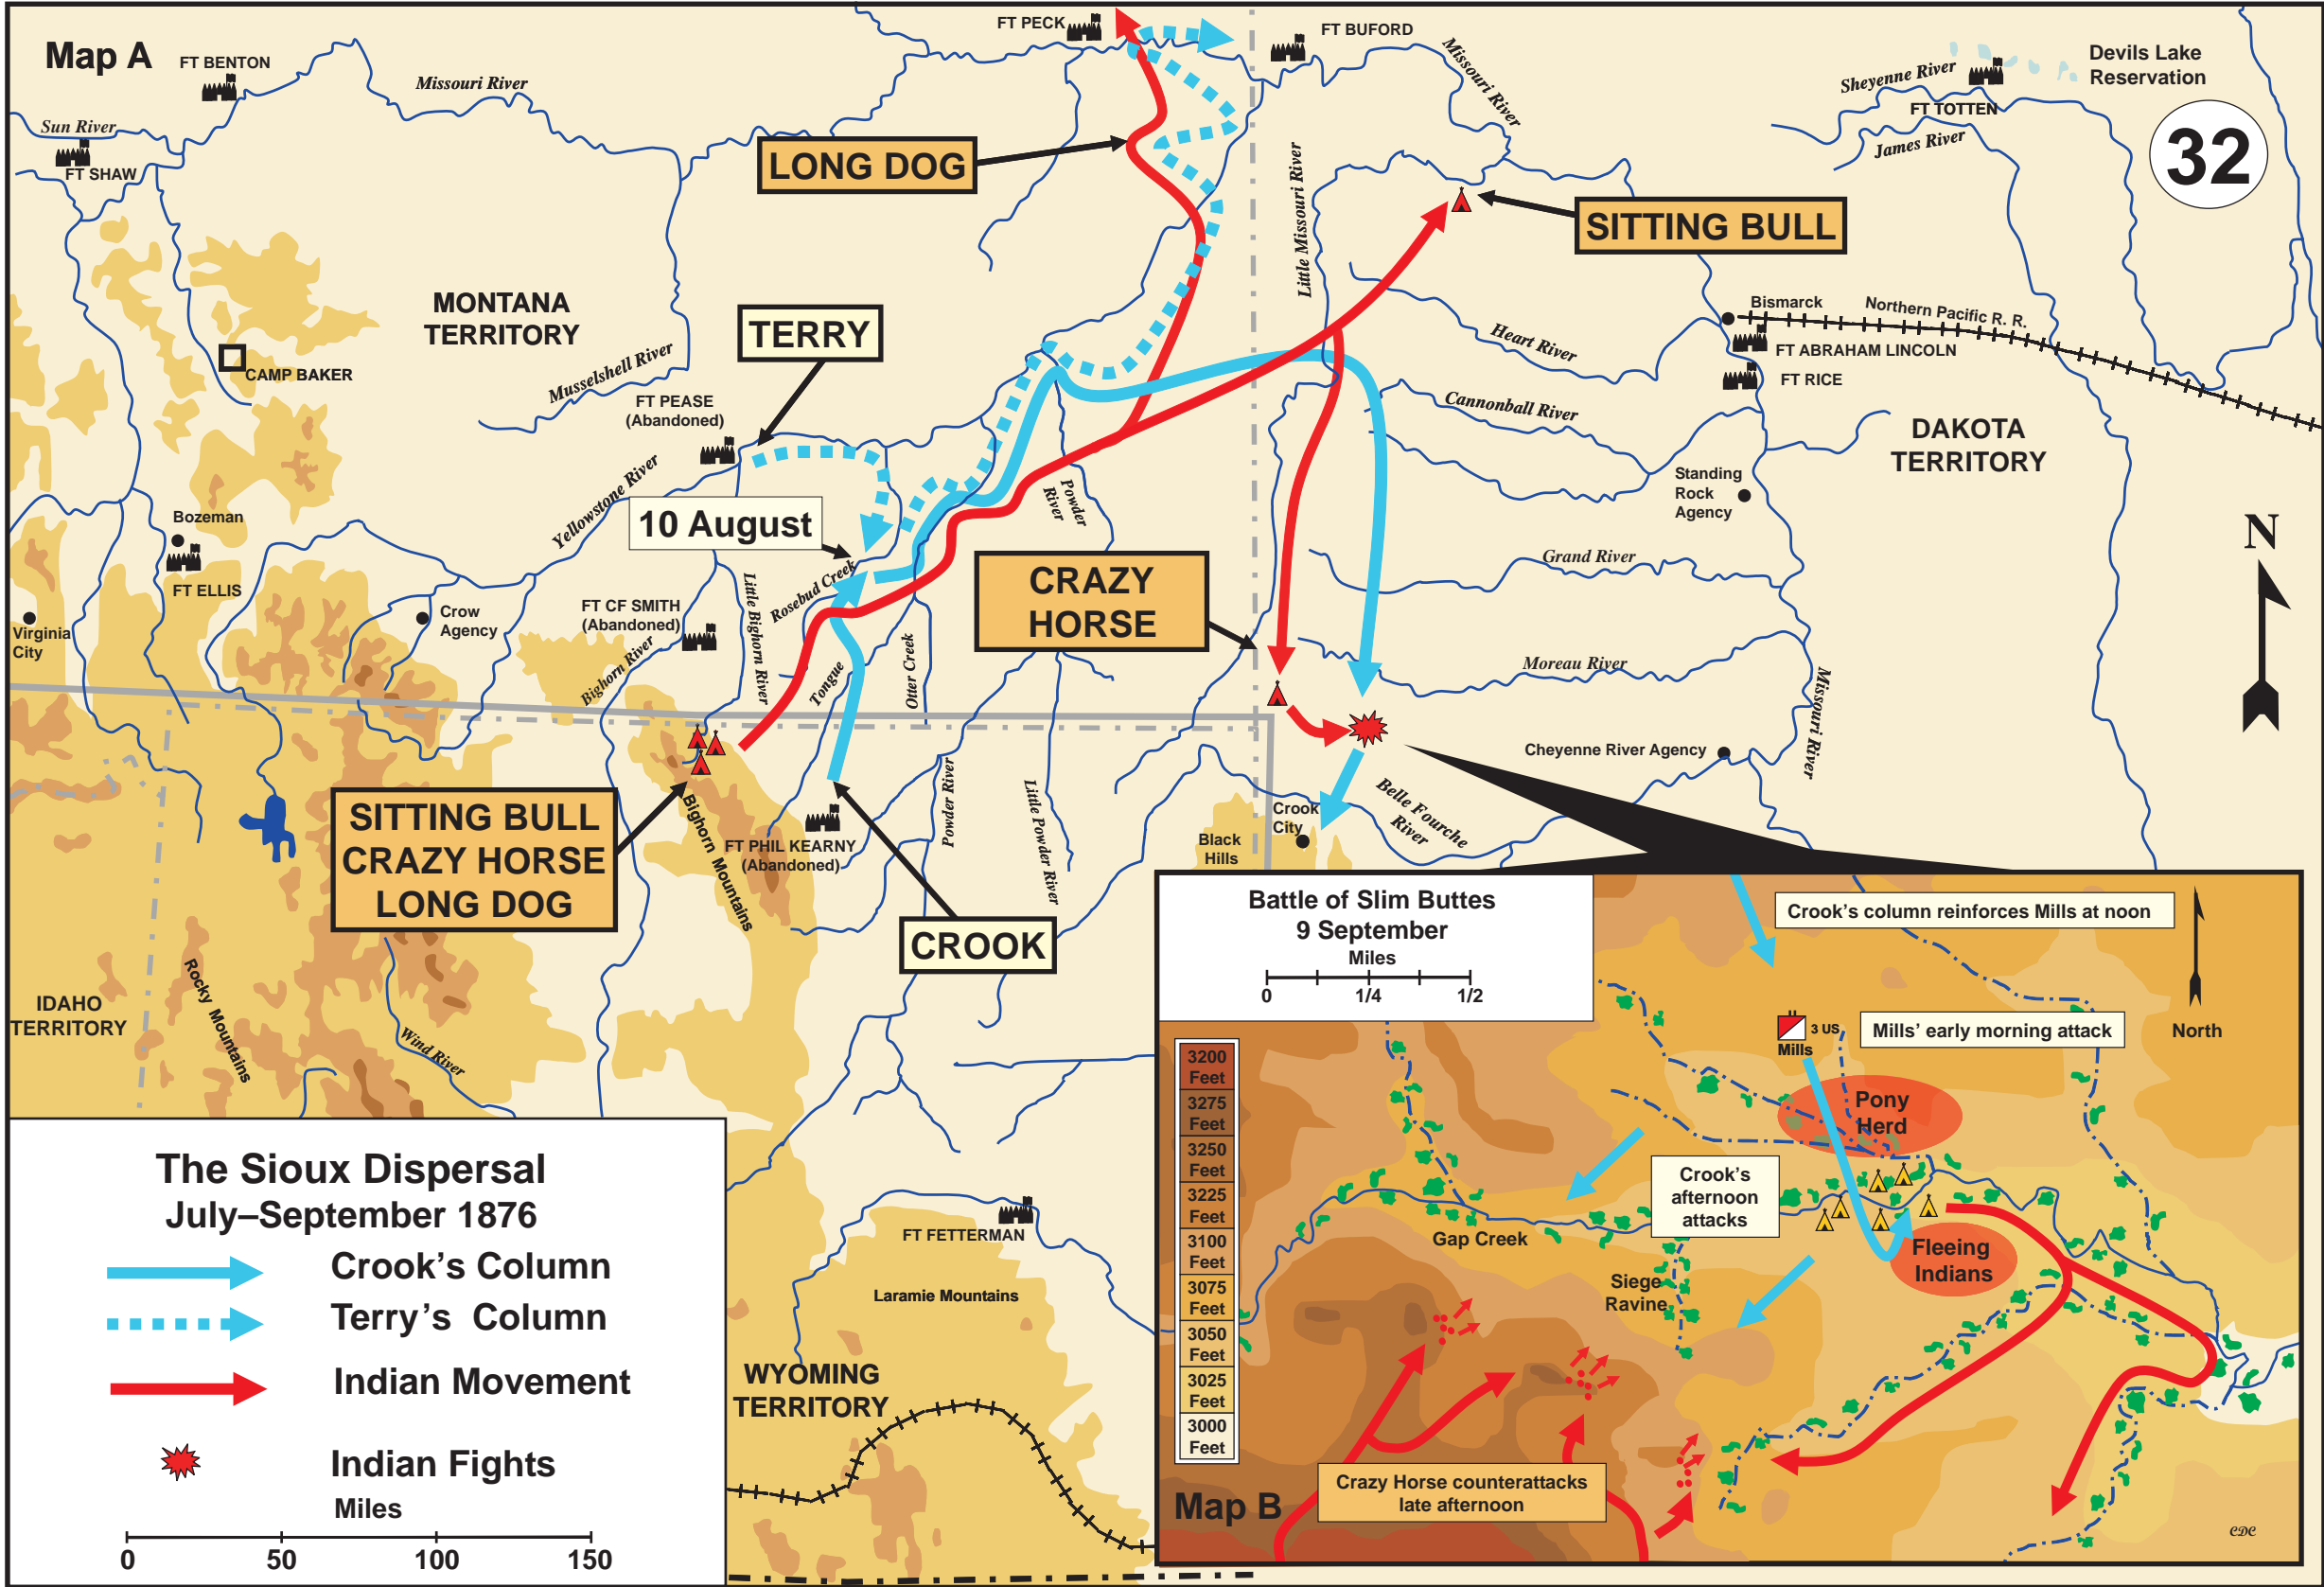 Map A
FT PECK
FT BUFORD
Missouri River
FT BENTON
Missouri River
Sun River
FT SHAW
Sheyenne River
Devils Lake
Reservation
FT TOTTEN
James River
32
LONG DOG
Little Missouri River
SITTING BULL
MONTANA
TERRITORY
TERRY
CAMP BAKER
Musselshell River
FT PEASE
(Abandoned)
Bismarck
Northern Pacific R. R.
FT ABRAHAM LINCOLN
FT RICE
Heart River
Cannonball River
DAKOTA
TERRITORY
Standing
Rock
Agency
Yellowstone River
10 August
Powder
River
Bozeman
FT ELLIS
Virginia
City
Crow
Agency
FT CF SMITH
(Abandoned)
Bighorn River
Little Bighorn River
Rosebud Creek
Tongue
Otter Creek
CRAZY
HORSE
Grand River
Moreau River
Missouri River
N
Cheyenne River Agency
SITTING BULL
CRAZY HORSE
LONG DOG
Bighorn Mountains
FT PHIL KEARNY
(Abandoned)
Powder River
Little Powder River
Black
Hills
Crook
City
Belle Fourche
River
CROOK
IDAHO
TERRITORY
Rocky Mountains
Wind River
FT FETTERMAN
Laramie Mountains
WYOMING
TERRITORY
The Sioux Dispersal
July–September 1876
Crook's Column
Terry's Column
Indian Movement
Indian Fights
Miles
0 50 100 150
Battle of Slim Buttes
9 September
Miles
0 1/4 1/2
Crook's column reinforces Mills at noon
3 US
Mills
Mills' early morning attack
North
3200
Feet
3275
Feet
3250
Feet
3225
Feet
3100
Feet
3075
Feet
3050
Feet
3025
Feet
3000
Feet
Pony
Herd
Crook's
afternoon
attacks
Gap Creek
Fleeing
Indians
Siege
Ravine
Crazy Horse counterattacks
late afternoon
Map B
CDC